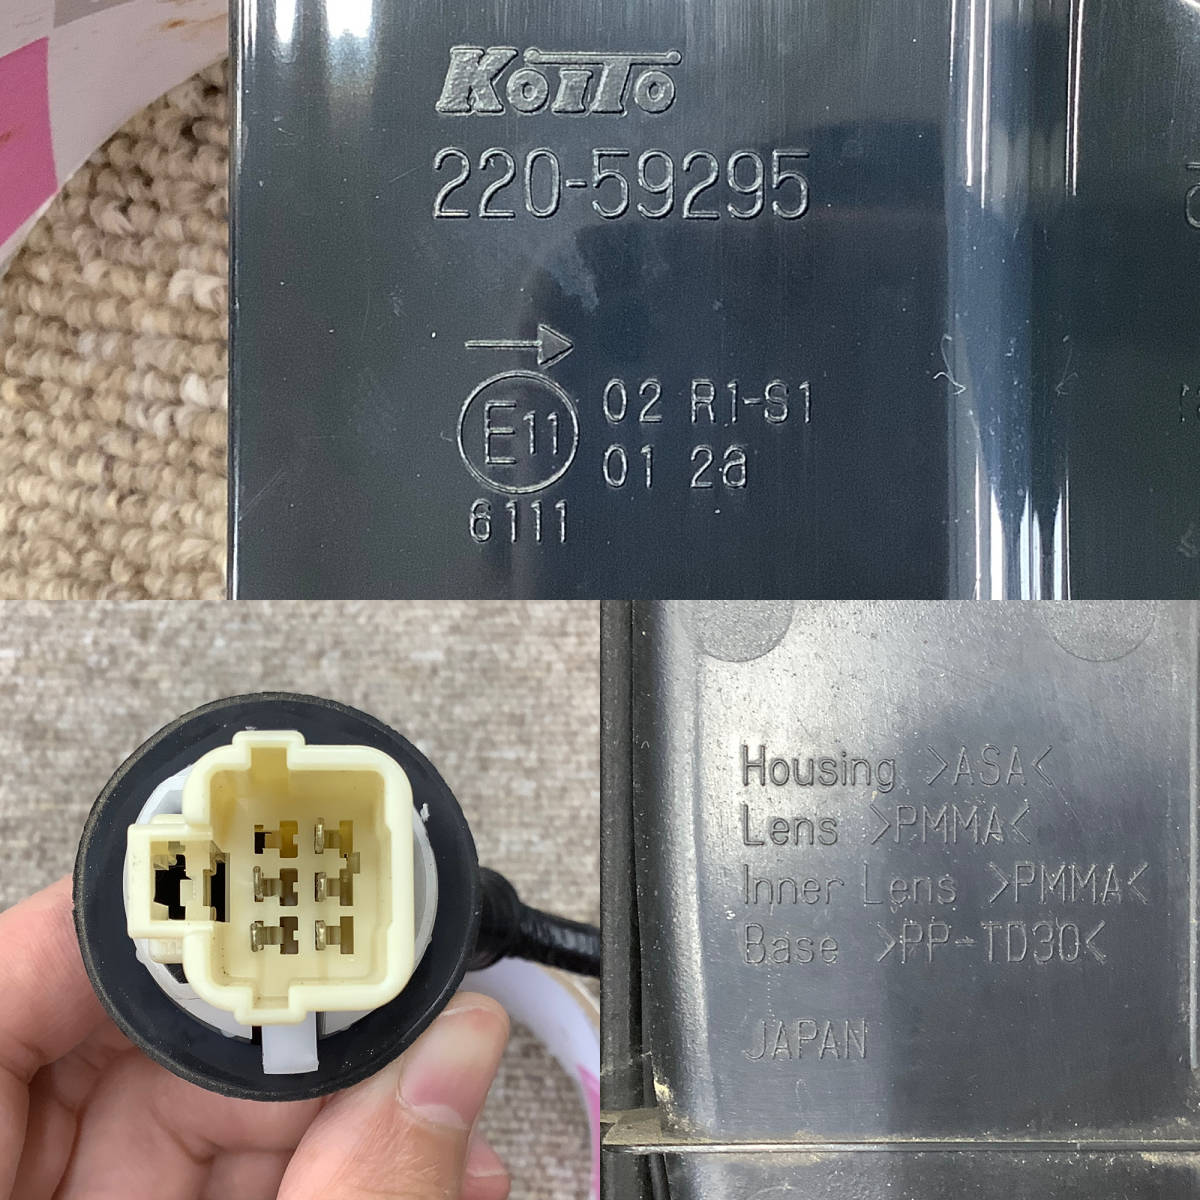 KOITO
220-59295
E11
02 R1-S1
01 2a
6111
Housing >ASA<
Lens >PMMA<
Inner Lens >PMMA<
Base >PP-TD30<
JAPAN